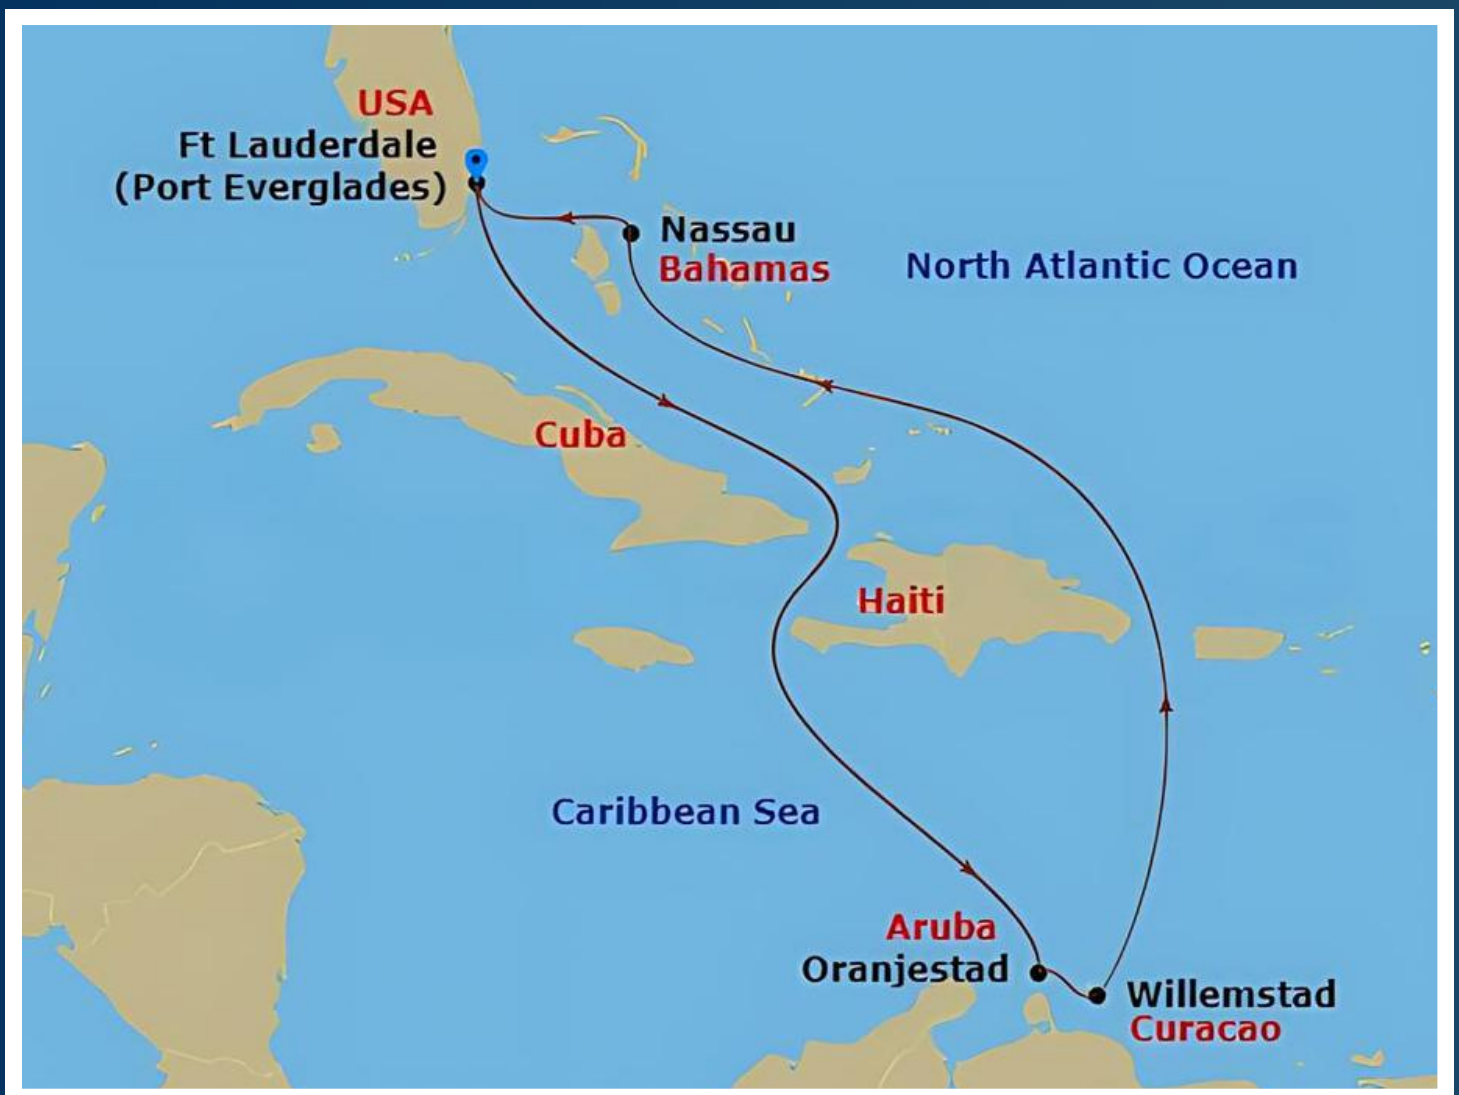 USA
Ft Lauderdale
(Port Everglades)
Nassau
Bahamas
North Atlantic Ocean
Cuba
Haiti
Caribbean Sea
Aruba
Oranjestad
Willemstad
Curacao